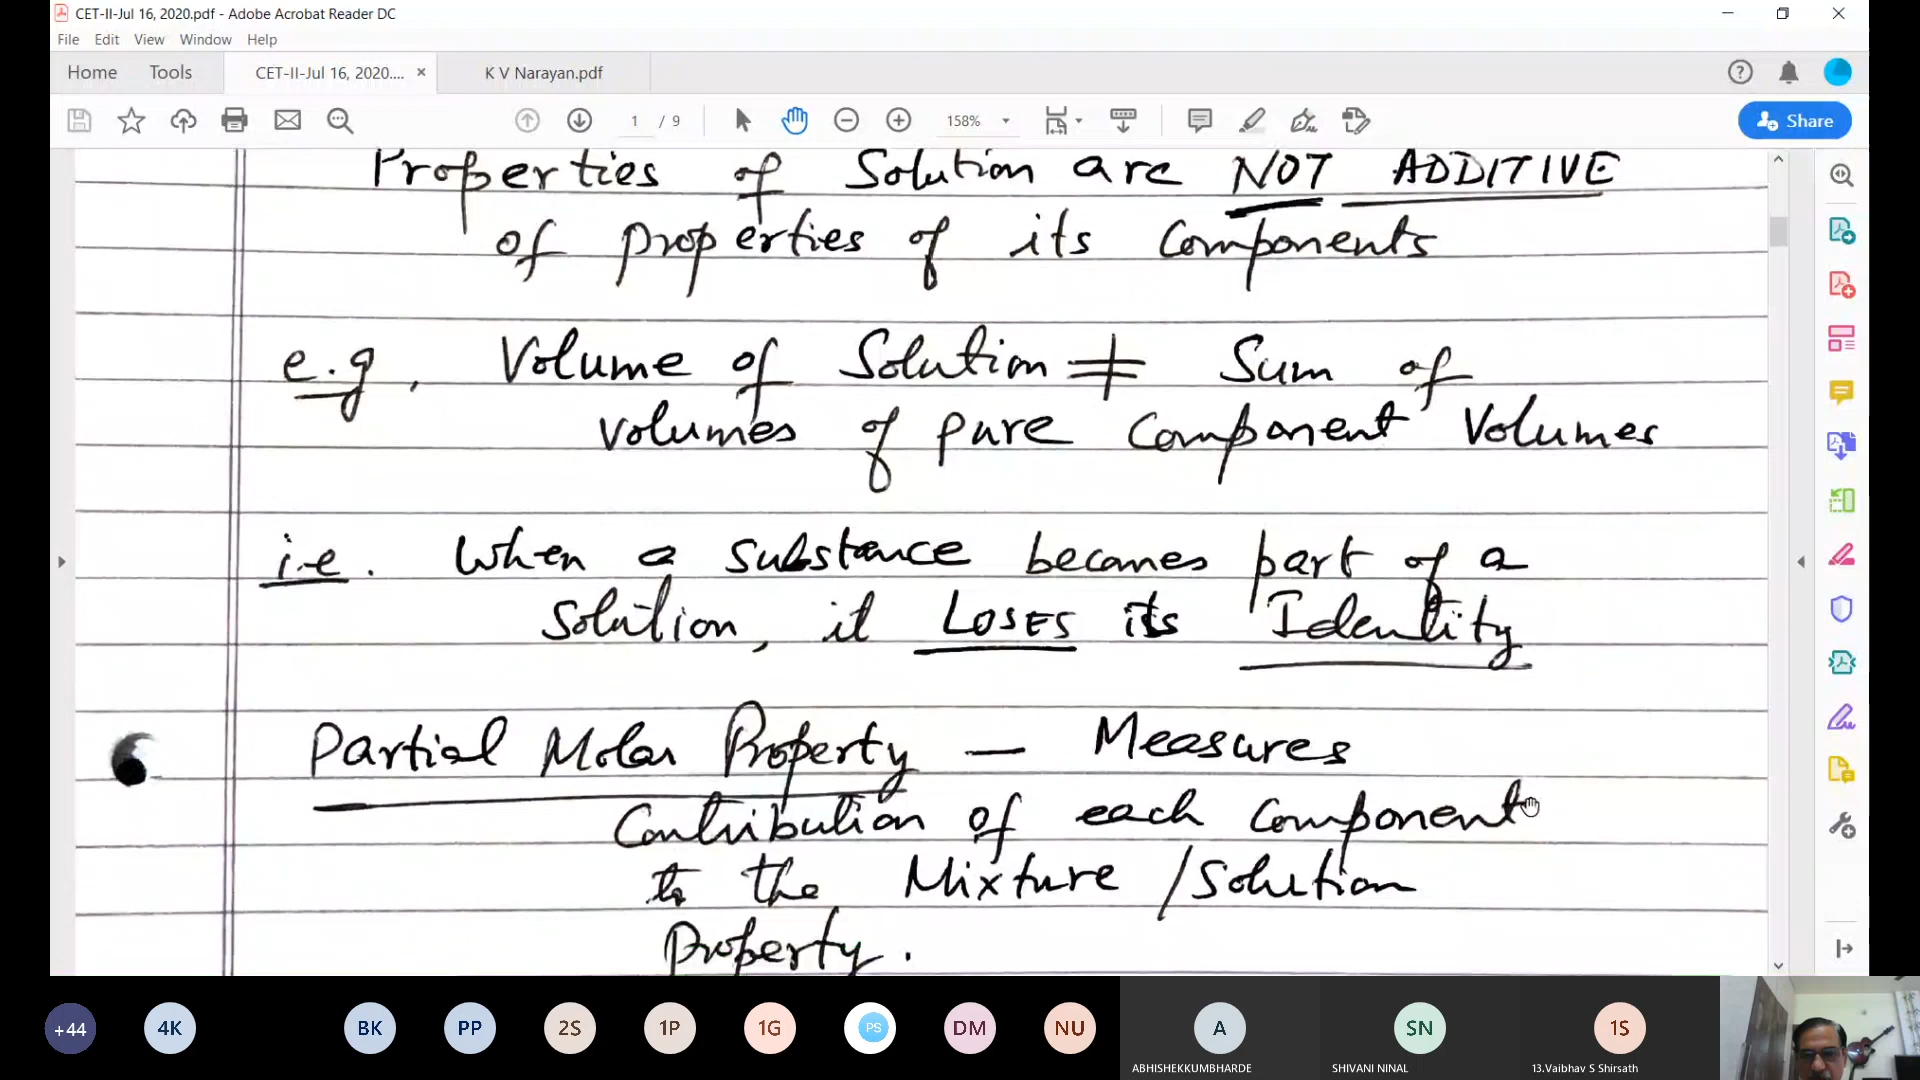 CET-II-Jul 16, 2020.pdf - Adobe Acrobat Reader DC
File Edit View Window Help
Home Tools CET-II-Jul 16, 2020.... × K V Narayan.pdf
1 / 9 158% Share
Properties of Solution are NOT ADDITIVE
of properties of its Components
e.g, Volume of Solution ≠ Sum of
volumes of pure Component Volumes
i.e. When a substance becomes part of a
Solution, it LOSES its Identity
Partial Molar Property — Measures
Contribution of each Component
to the Mixture / Solution
Property.
+44 4K BK PP 2S 1P 1G PS DM NU A SN 1S
ABHISHEKKUMBHARDE SHIVANI NINAL 13.Vaibhav S Shirsath